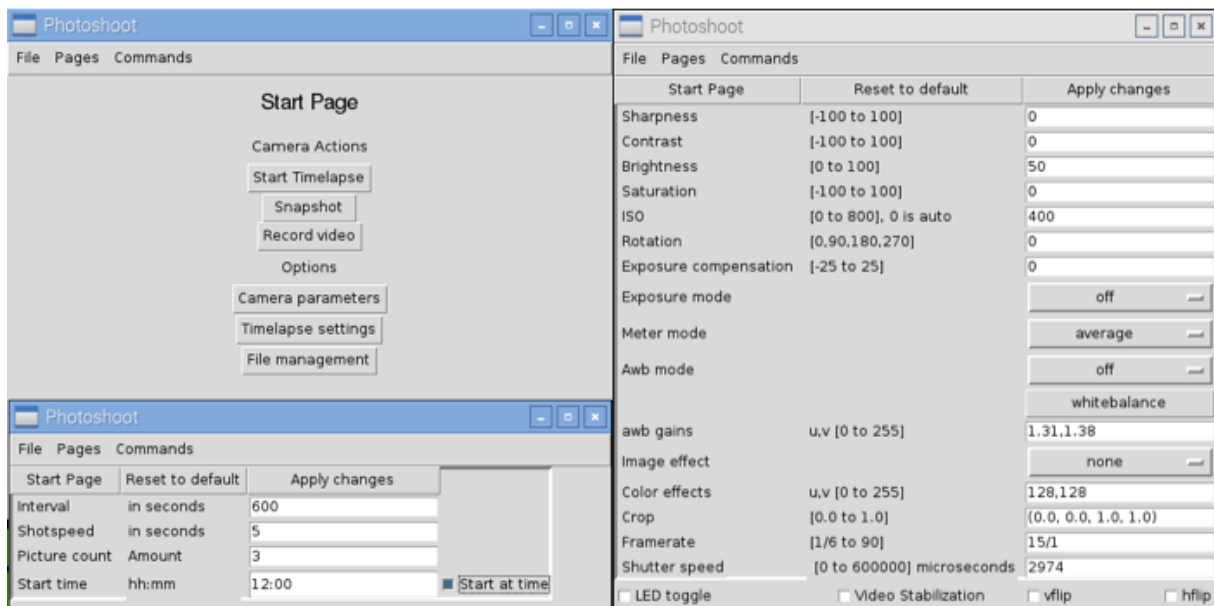 Photoshoot
File Pages Commands
Start Page
Camera Actions
Start Timelapse
Snapshot
Record video
Options
Camera parameters
Timelapse settings
File management
Photoshoot
File Pages Commands
Start Page Reset to default Apply changes
Interval in seconds 600
Shotspeed in seconds 5
Picture count Amount 3
Start time hh:mm 12:00 Start at time
Photoshoot
File Pages Commands
Start Page Reset to default Apply changes
Sharpness [-100 to 100] 0
Contrast [-100 to 100] 0
Brightness [0 to 100] 50
Saturation [-100 to 100] 0
ISO [0 to 800], 0 is auto 400
Rotation [0,90,180,270] 0
Exposure compensation [-25 to 25] 0
Exposure mode off
Meter mode average
Awb mode off
whitebalance
awb gains u,v [0 to 255] 1.31,1.38
Image effect none
Color effects u,v [0 to 255] 128,128
Crop [0.0 to 1.0] (0.0, 0.0, 1.0, 1.0)
Framerate [1/6 to 90] 15/1
Shutter speed [0 to 600000] microseconds 2974
LED toggle Video Stabilization vflip hflip